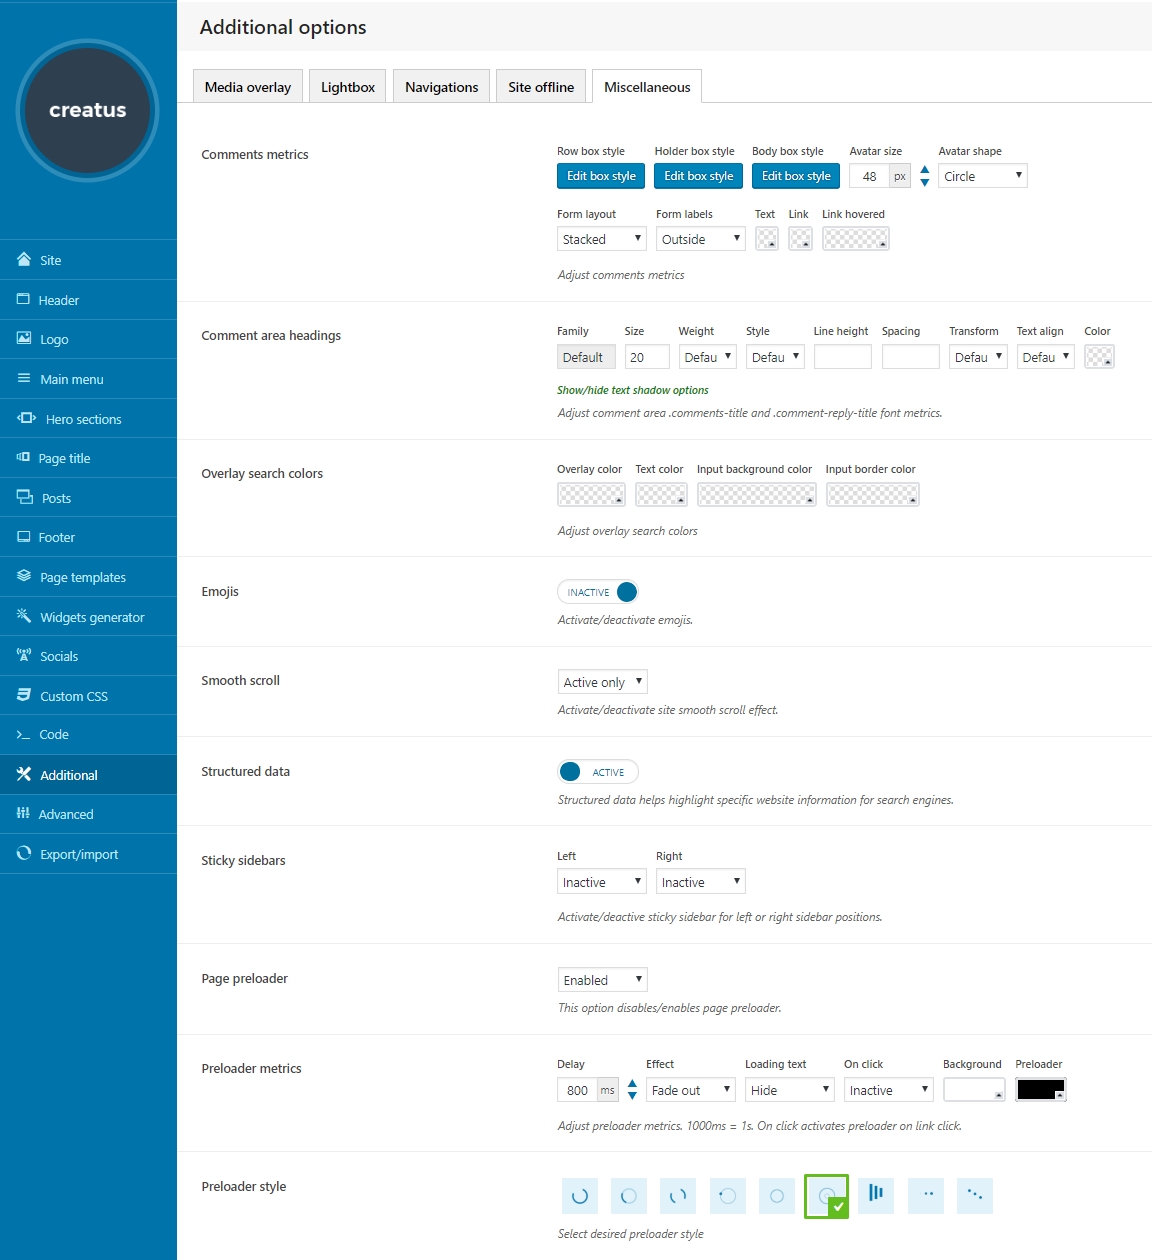 Additional options
creatus
Media overlay
Lightbox
Navigations
Site offline
Miscellaneous
Site
Header
Logo
Main menu
Hero sections
Page title
Posts
Footer
Page templates
Widgets generator
Socials
Custom CSS
Code
Additional
Advanced
Export/import
Comments metrics
Row box style Holder box style Body box style Avatar size Avatar shape
Edit box style Edit box style Edit box style 48 px Circle
Form layout Form labels Text Link Link hovered
Stacked Outside
Adjust comments metrics
Comment area headings
Family Size Weight Style Line height Spacing Transform Text align Color
Default 20 Defau Defau Defau Defau
Show/hide text shadow options
Adjust comment area .comments-title and .comment-reply-title font metrics.
Overlay search colors
Overlay color Text color Input background color Input border color
Adjust overlay search colors
Emojis
INACTIVE
Activate/deactivate emojis.
Smooth scroll
Active only
Activate/deactivate site smooth scroll effect.
Structured data
ACTIVE
Structured data helps highlight specific website information for search engines.
Sticky sidebars
Left Right
Inactive Inactive
Activate/deactive sticky sidebar for left or right sidebar positions.
Page preloader
Enabled
This option disables/enables page preloader.
Preloader metrics
Delay Effect Loading text On click Background Preloader
800 ms Fade out Hide Inactive
Adjust preloader metrics. 1000ms = 1s. On click activates preloader on link click.
Preloader style
Select desired preloader style